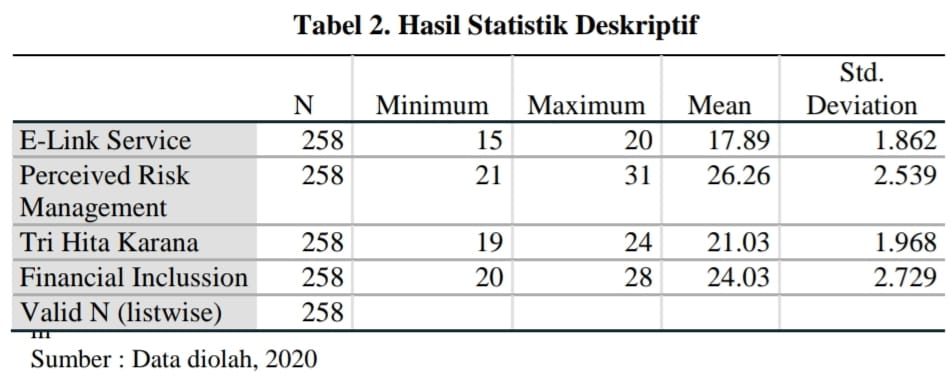 Tabel 2. Hasil Statistik Deskriptif
N Minimum Maximum Mean Std. Deviation
E-Link Service 258 15 20 17.89 1.862
Perceived Risk Management 258 21 31 26.26 2.539
Tri Hita Karana 258 19 24 21.03 1.968
Financial Inclussion 258 20 28 24.03 2.729
Valid N (listwise) 258
Sumber : Data diolah, 2020